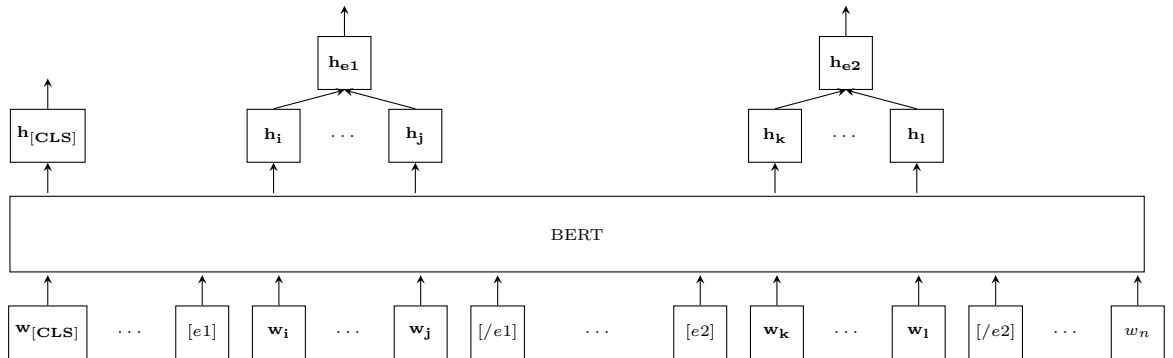 h_e1 h_e2
h_[CLS] h_i ... h_j h_k ... h_l
BERT
w_[CLS] ... [e1] w_i ... w_j [/e1] ... [e2] w_k ... w_l [/e2] ... w_n